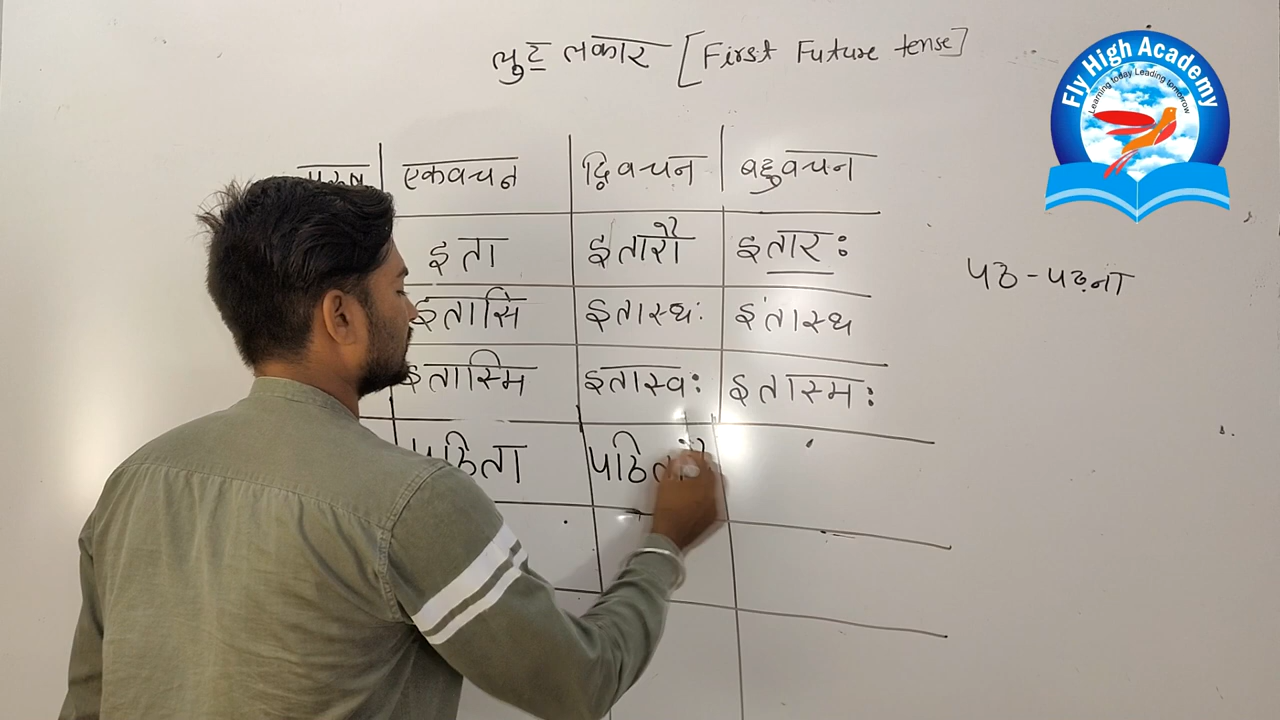 लुट् लकार [First Future tense]
Fly High Academy
Learning today Leading tomorrow
पुरुष एकवचन द्विवचन बहुवचन
इता इतारौ इतारः
इतासि इतास्थः इतास्थ
इतास्मि इतास्वः इतास्मः
पठिता पठितारौ
पठ - पढ़ना